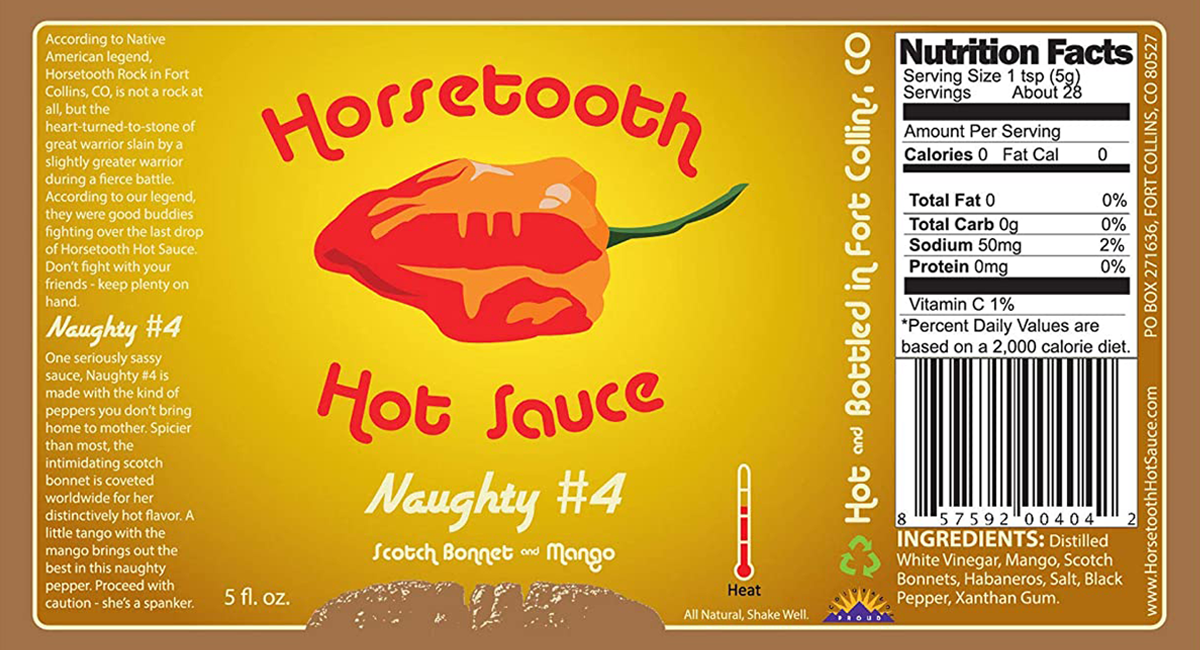 According to Native
American legend,
Horsetooth Rock in Fort
Collins, CO, is not a rock at
all, but the
heart-turned-to-stone of
great warrior slain by a
slightly greater warrior
during a fierce battle.
According to our legend,
they were good buddies
fighting over the last drop
of Horsetooth Hot Sauce.
Don't fight with your
friends - keep plenty on
hand.
Naughty #4
One seriously sassy
sauce, Naughty #4 is
made with the kind of
peppers you don't bring
home to mother. Spicier
than most, the
intimidating scotch
bonnet is coveted
worldwide for her
distinctively hot flavor. A
little tango with the
mango brings out the
best in this naughty
pepper. Proceed with
caution - she's a spanker.
Horsetooth
Hot Sauce
Naughty #4
Scotch Bonnet and Mango
5 fl. oz.
Heat
All Natural, Shake Well.
Hot and Bottled in Fort Collins, CO
COLORADO
PROUD
Nutrition Facts
Serving Size 1 tsp (5g)
Servings About 28
Amount Per Serving
Calories 0 Fat Cal 0
Total Fat 0 0%
Total Carb 0g 0%
Sodium 50mg 2%
Protein 0mg 0%
Vitamin C 1%
*Percent Daily Values are
based on a 2,000 calorie diet.
8 57592 00404 2
INGREDIENTS: Distilled
White Vinegar, Mango, Scotch
Bonnets, Habaneros, Salt, Black
Pepper, Xanthan Gum.
www.HorsetoothHotSauce.com
PO BOX 271636, FORT COLLINS, CO 80527